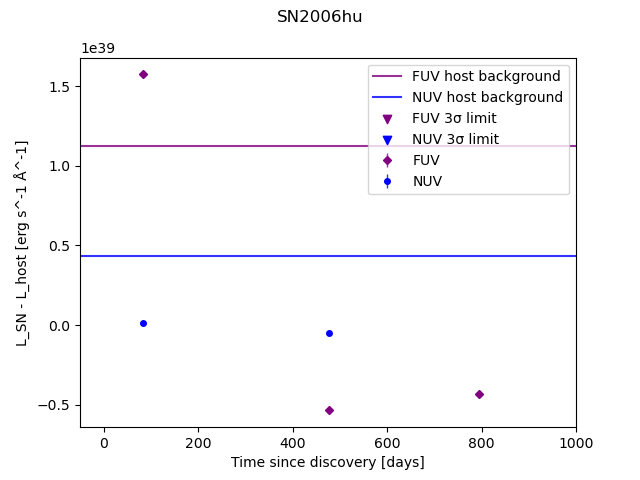 SN2006hu
1e39
FUV host background
NUV host background
FUV 3σ limit
NUV 3σ limit
FUV
NUV
1.5
1.0
0.5
0.0
−0.5
L_SN - L_host [erg s^-1 Å^-1]
0 200 400 600 800 1000
Time since discovery [days]